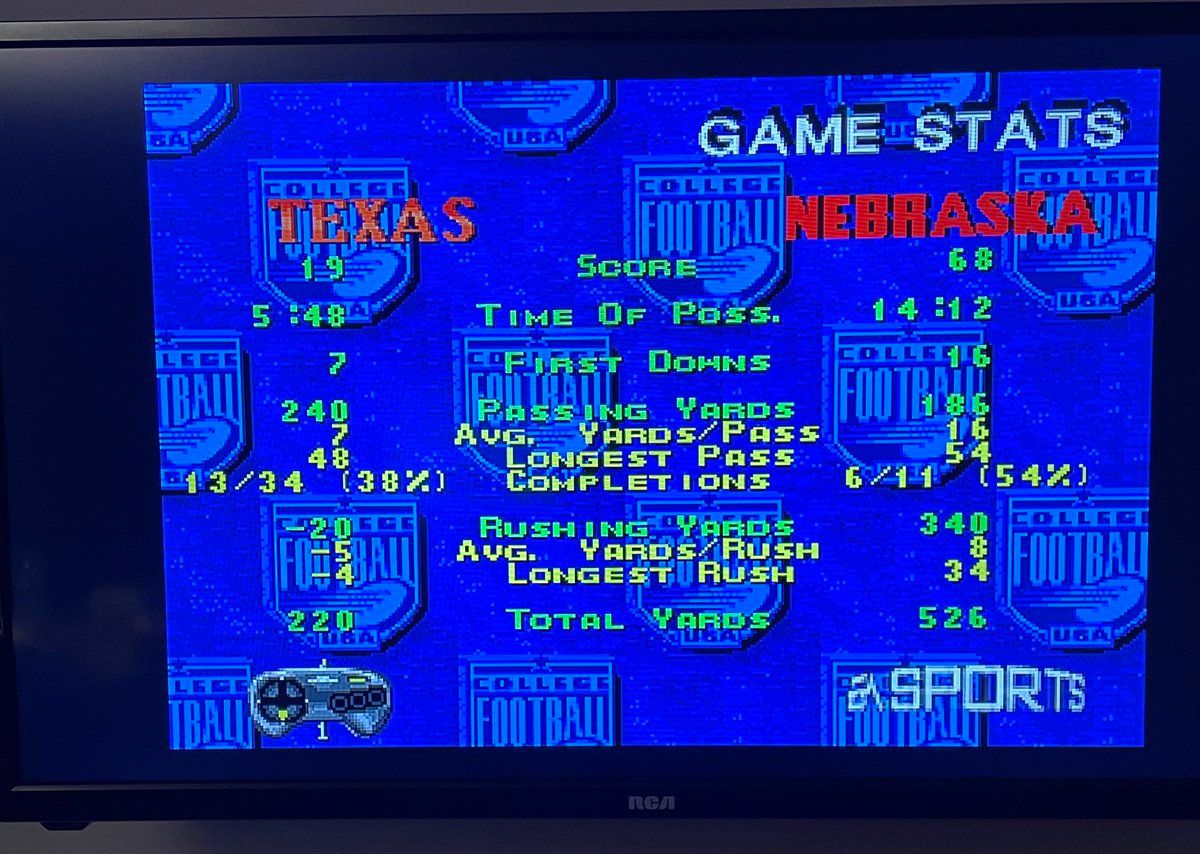 GAME STATS
TEXAS NEBRASKA
19 SCORE 68
5:48 TIME OF POSS. 14:12
7 FIRST DOWNS 16
240 PASSING YARDS 186
7 AVG. YARDS/PASS 16
48 LONGEST PASS 54
13/34 (38%) COMPLETIONS 6/11 (54%)
-20 RUSHING YARDS 340
-5 AVG. YARDS/RUSH 8
-4 LONGEST RUSH 34
220 TOTAL YARDS 526
1
EA SPORTS
COLLEGE
FOOTBALL
USA
RCA